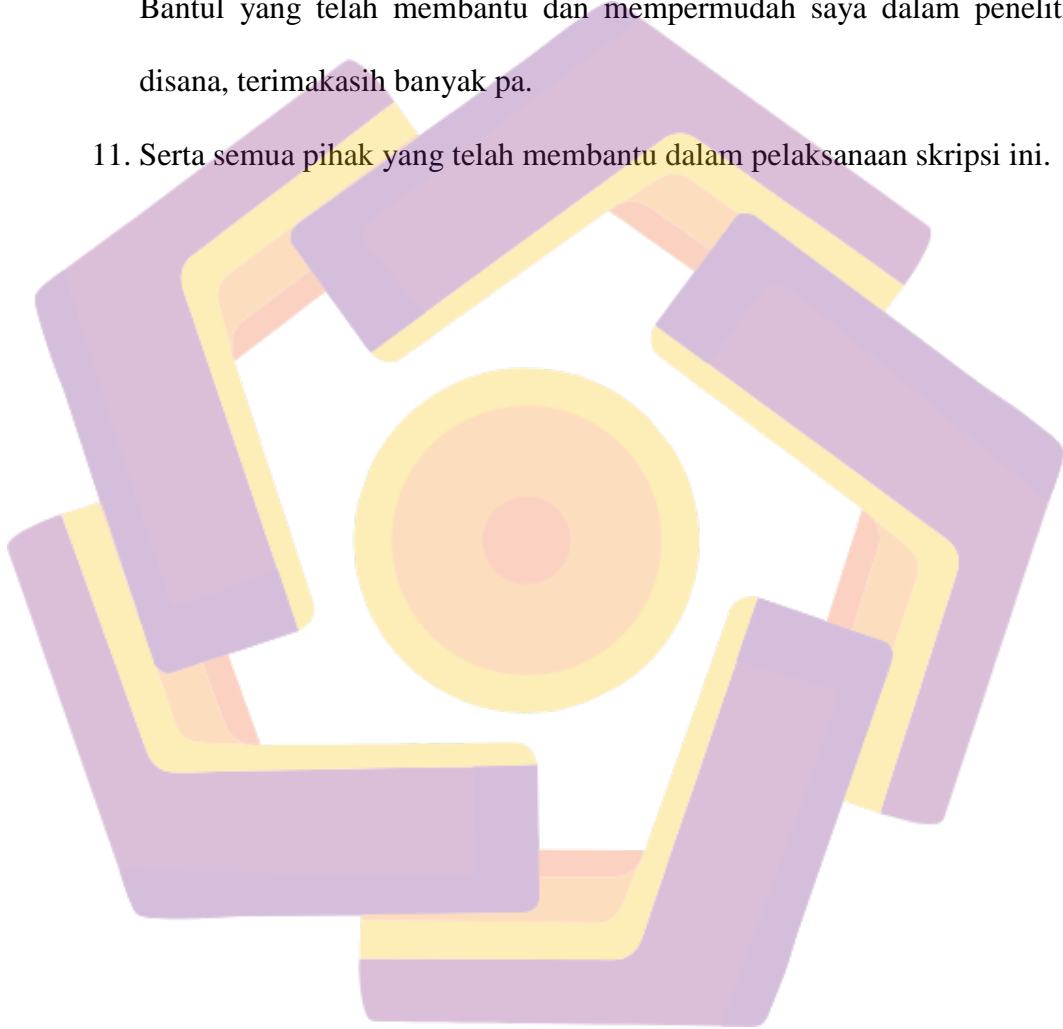 Bantul yang telah membantu dan mempermudah saya dalam penelit
disana, terimakasih banyak pa.
11. Serta semua pihak yang telah membantu dalam pelaksanaan skripsi ini.